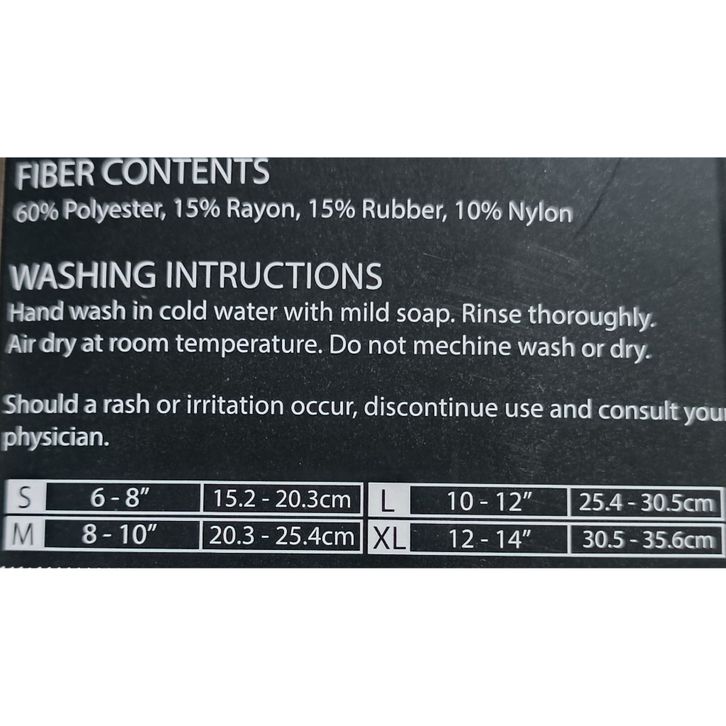 FIBER CONTENTS
60% Polyester, 15% Rayon, 15% Rubber, 10% Nylon
WASHING INTRUCTIONS
Hand wash in cold water with mild soap. Rinse thoroughly.
Air dry at room temperature. Do not mechine wash or dry.
Should a rash or irritation occur, discontinue use and consult your
physician.
S 6 - 8” 15.2 - 20.3cm L 10 - 12” 25.4 - 30.5cm
M 8 - 10” 20.3 - 25.4cm XL 12 - 14” 30.5 - 35.6cm